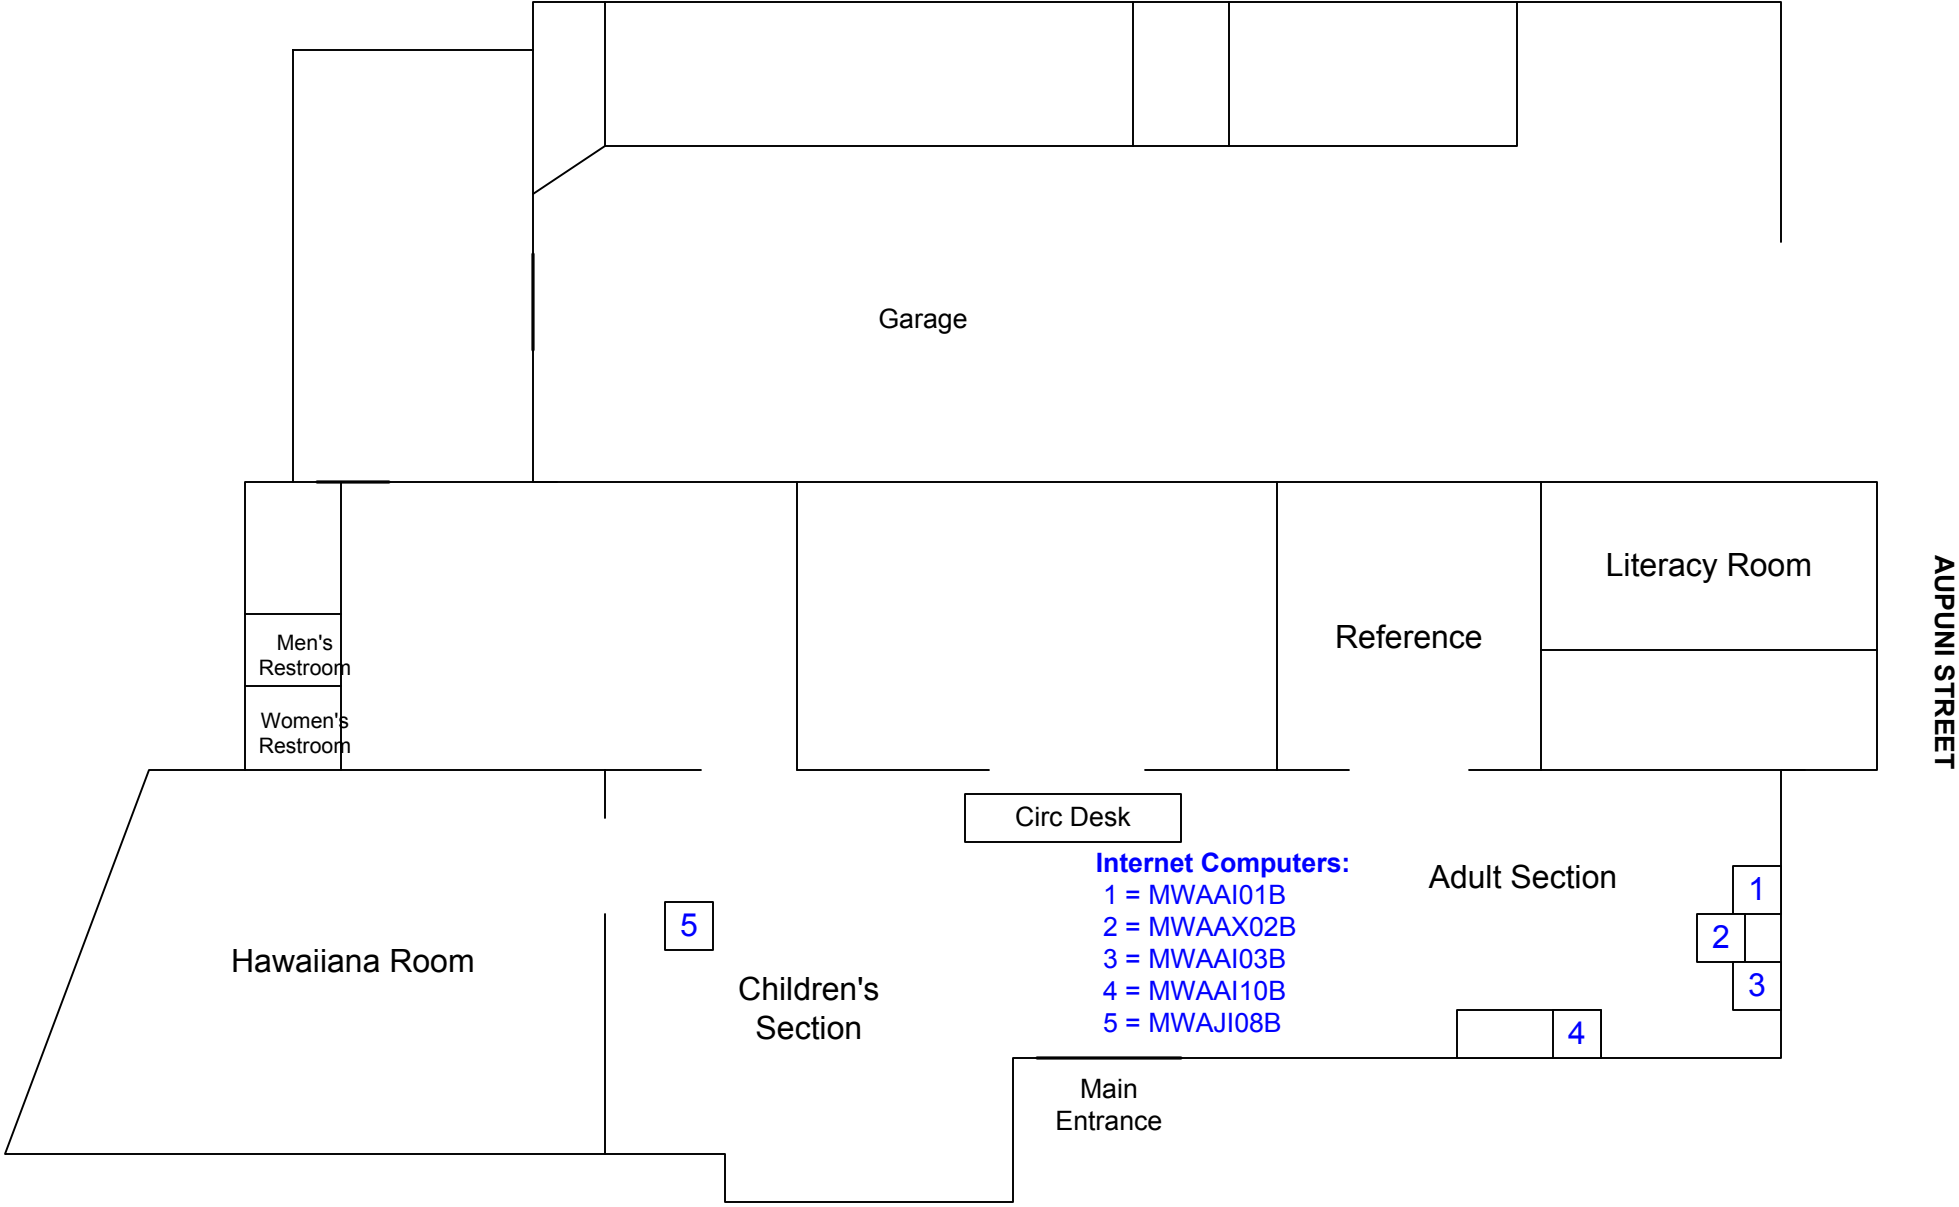 Garage
Literacy Room
Reference
AUPUNI STREET
Men's
Restroom
Women's
Restroom
Circ Desk
Internet Computers:
1 = MWAAI01B
2 = MWAAX02B
3 = MWAAI03B
4 = MWAAI10B
5 = MWAJI08B
Adult Section
1
2
3
4
5
Hawaiiana Room
Children's
Section
Main
Entrance